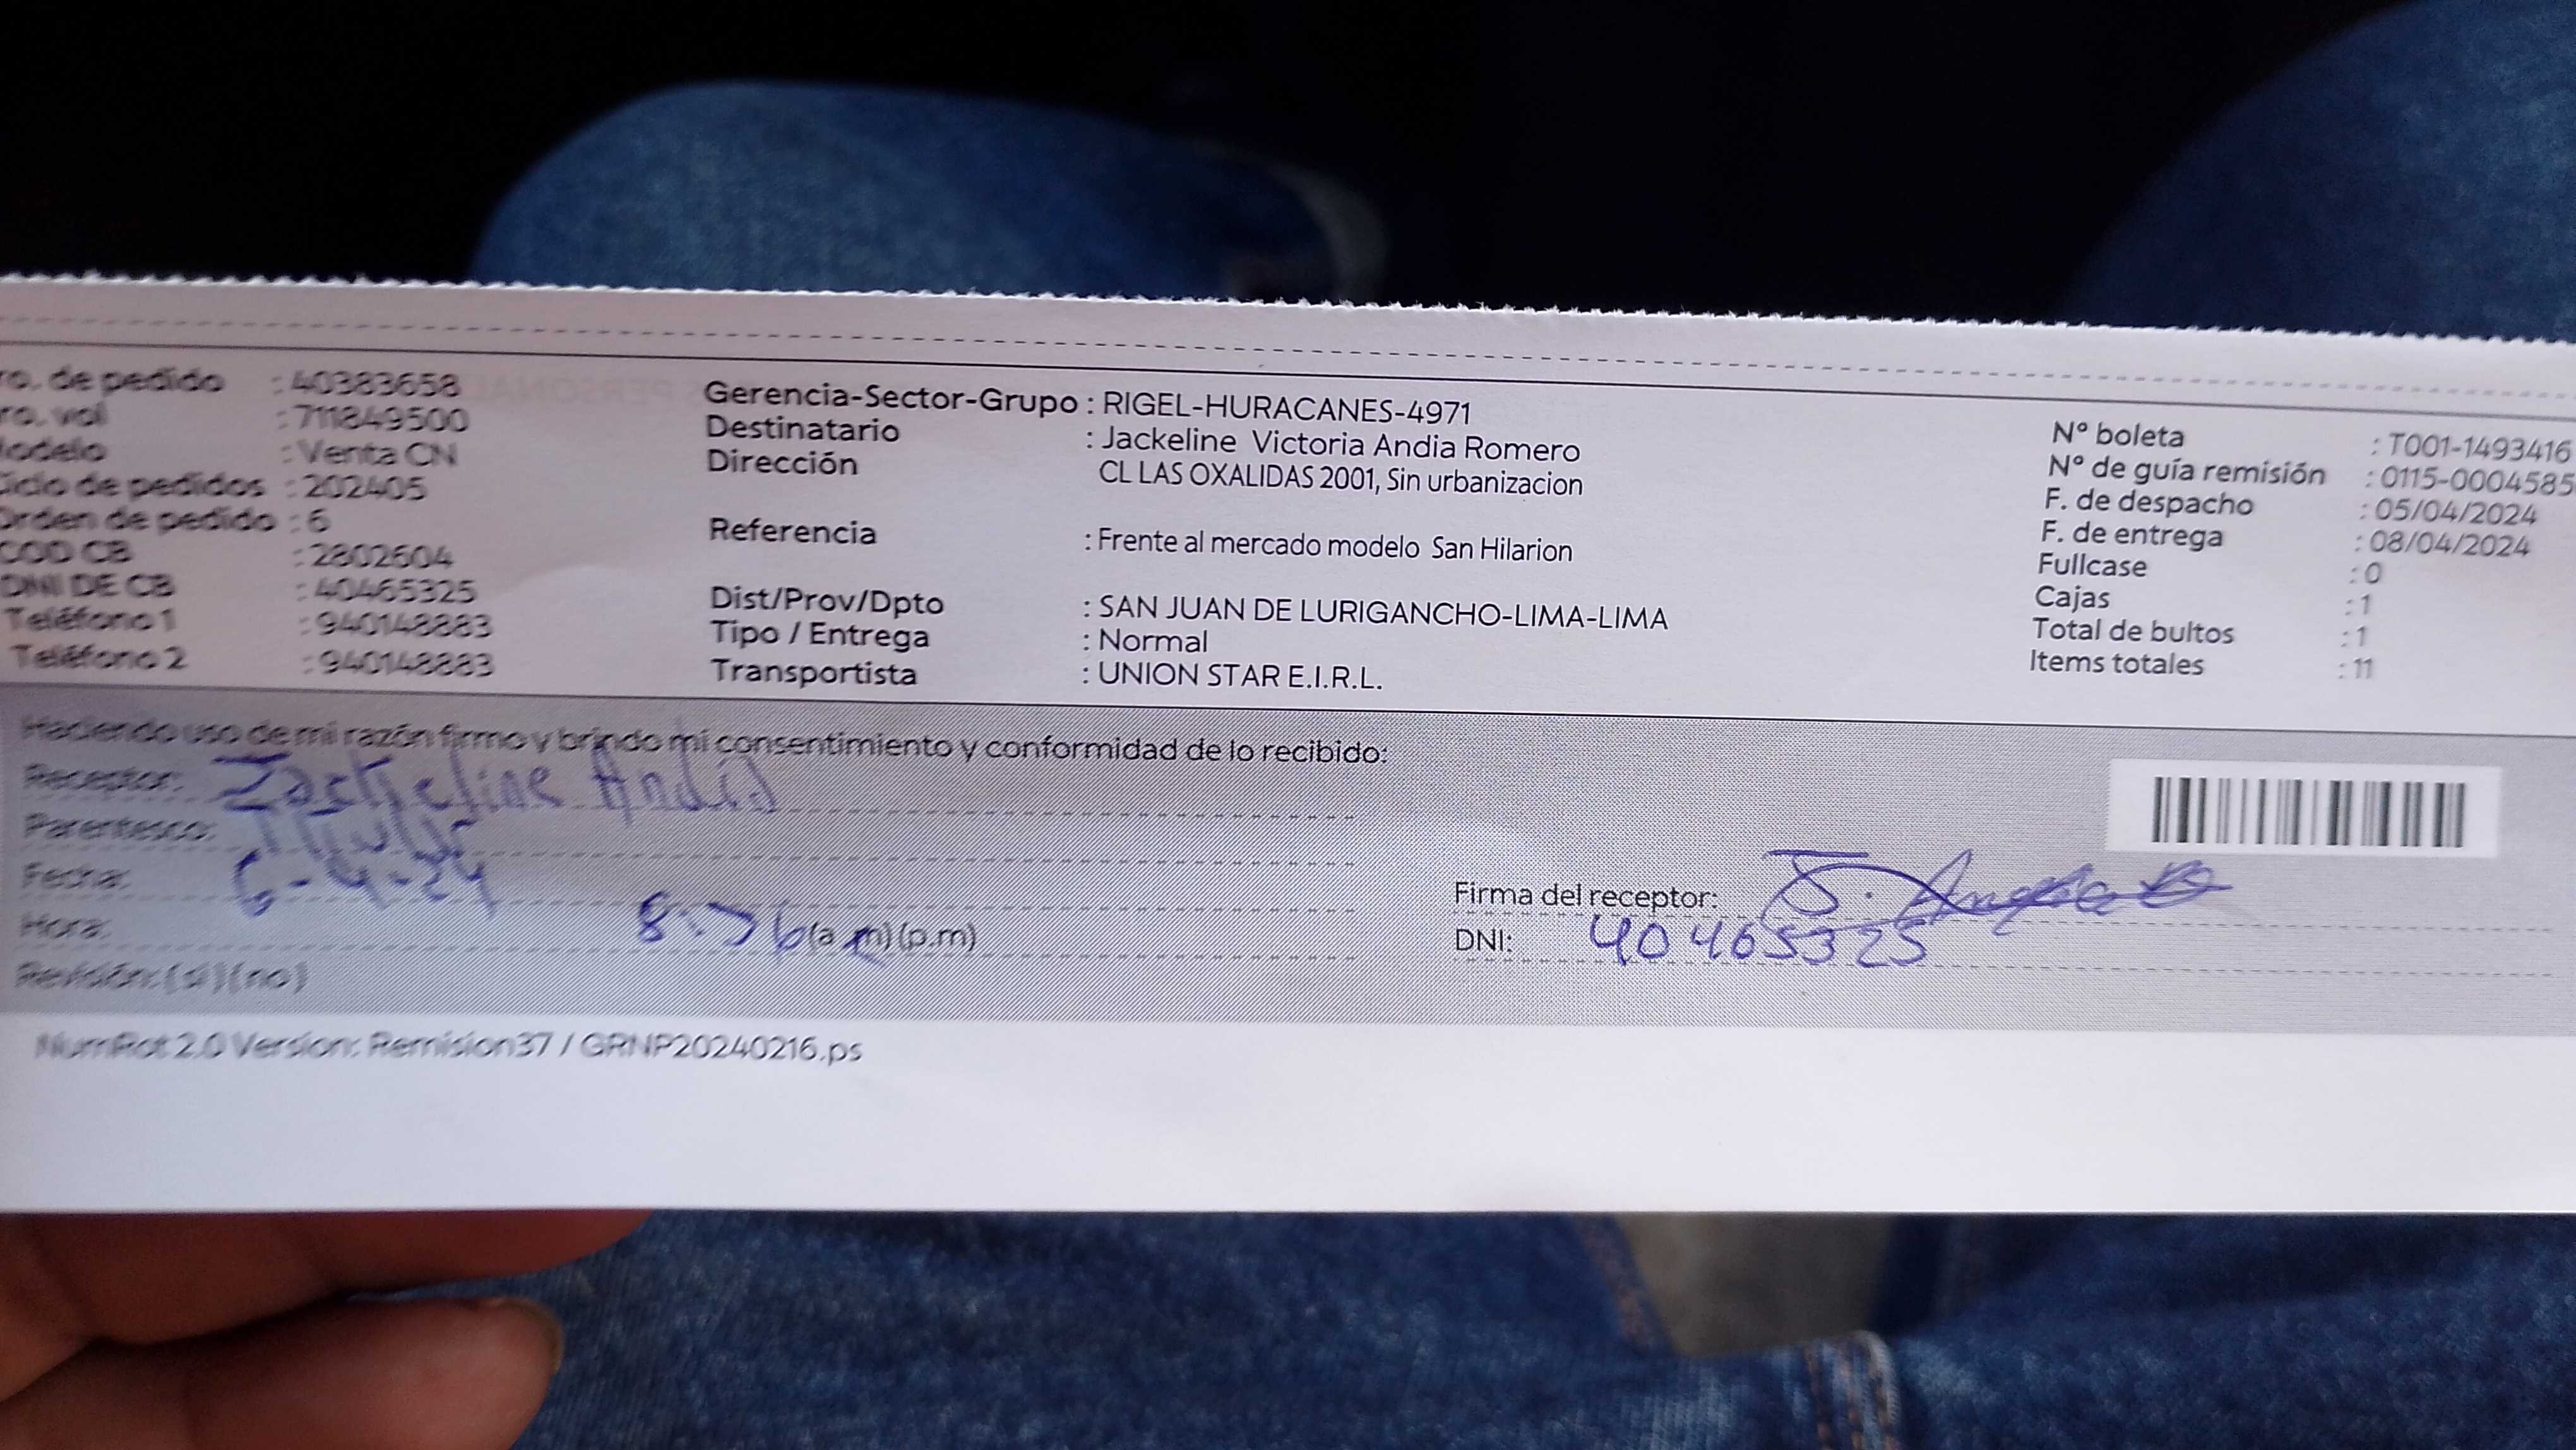 ro. de pedido : 40383658
ro. vol : 711849500
odelo : Venta CN
iclo de pedidos : 202405
Orden de pedido : 6
COD CB : 2802604
DNI DE CB : 40465325
Teléfono 1 : 940148883
Teléfono 2 : 940148883
Gerencia-Sector-Grupo : RIGEL-HURACANES-4971
Destinatario : Jackeline Victoria Andia Romero
Dirección CL LAS OXALIDAS 2001, Sin urbanizacion
Referencia : Frente al mercado modelo San Hilarion
Dist/Prov/Dpto : SAN JUAN DE LURIGANCHO-LIMA-LIMA
Tipo / Entrega : Normal
Transportista : UNION STAR E.I.R.L.
N° boleta : T001-1493416
N° de guía remisión : 0115-0004585
F. de despacho : 05/04/2024
F. de entrega : 08/04/2024
Fullcase : 0
Cajas : 1
Total de bultos : 1
Items totales : 11
Haciendo uso de mi razón firmo y brindo mi consentimiento y conformidad de lo recibido:
Receptor: Jackeline Andia
Parentesco: Titular
Fecha: 6-4-24
Hora: (a.m)(p.m)
Revisión: (si)(no)
Firma del receptor:
DNI: 40465325
NumRot 2.0 Version: Remision37 / GRNP20240216.ps